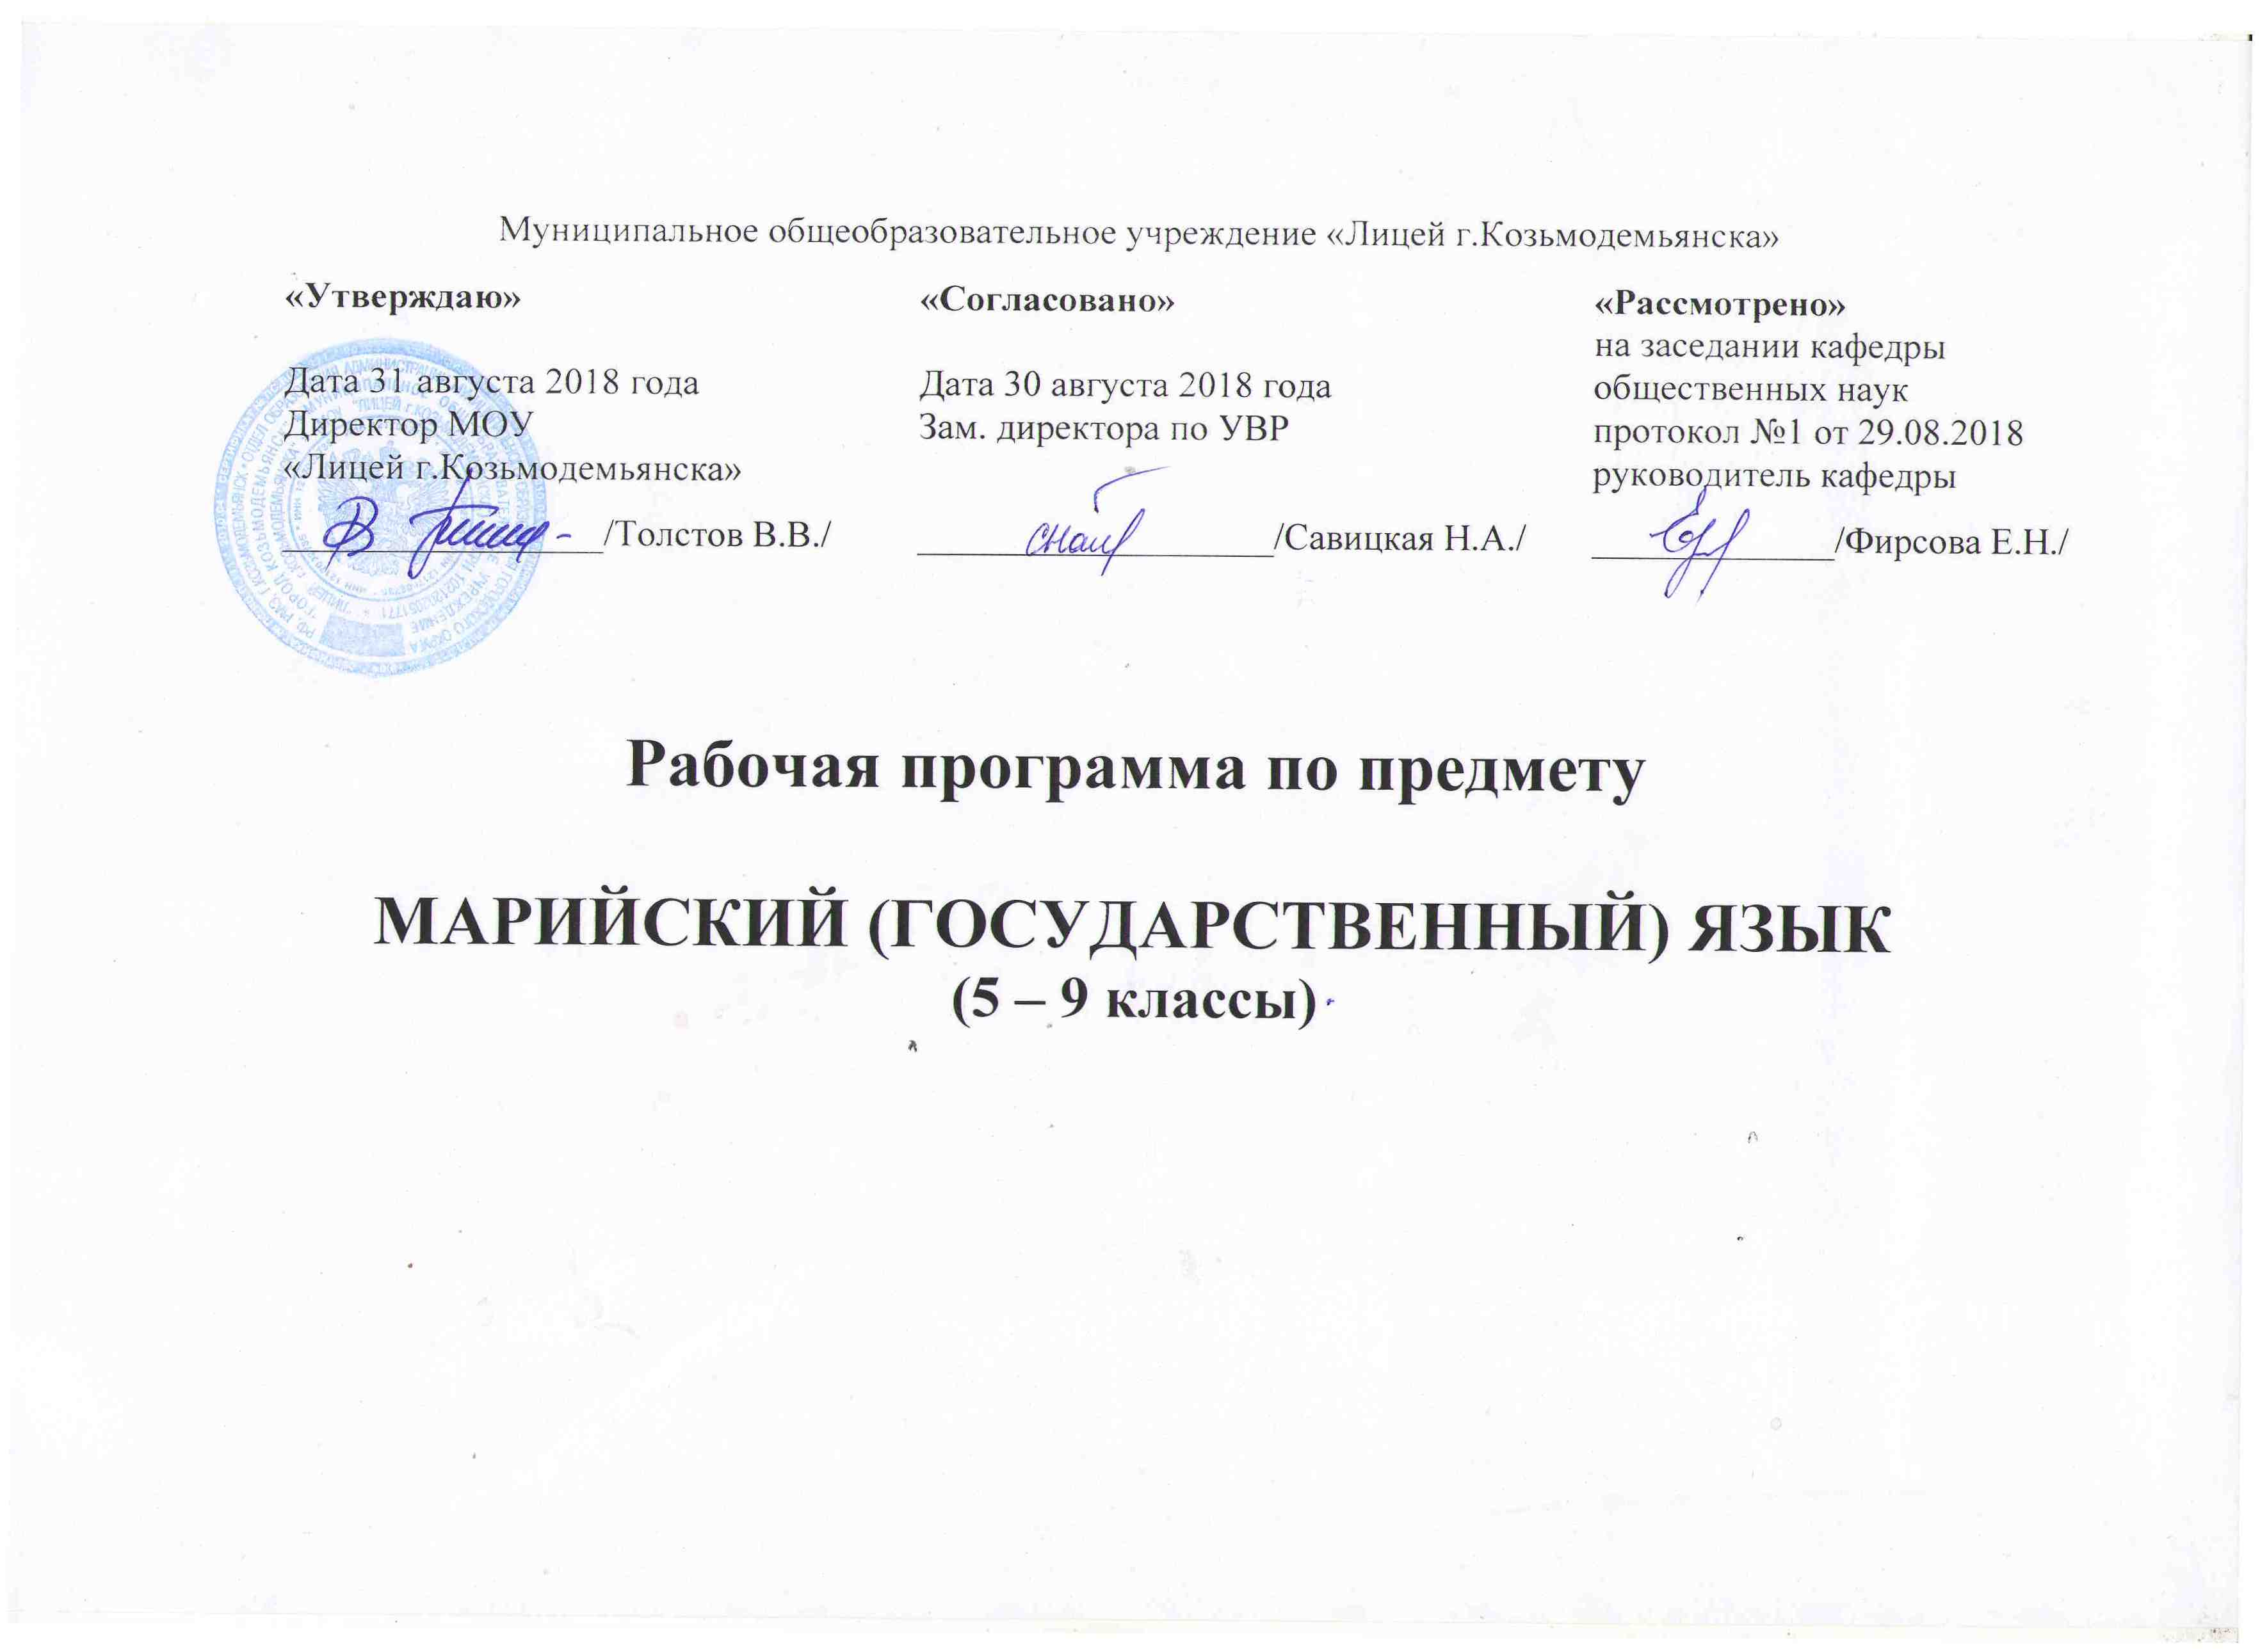 Муниципальное общеобразовательное учреждение «Лицей г.Козьмодемьянска»
«Утверждаю»
Дата 31 августа 2018 года
Директор МОУ
«Лицей г.Козьмодемьянска»
/Толстов В.В./
«Согласовано»
Дата 30 августа 2018 года
Зам. директора по УВР
/Савицкая Н.А./
«Рассмотрено»
на заседании кафедры
общественных наук
протокол №1 от 29.08.2018
руководитель кафедры
/Фирсова Е.Н./
Рабочая программа по предмету
МАРИЙСКИЙ (ГОСУДАРСТВЕННЫЙ) ЯЗЫК
(5 – 9 классы)